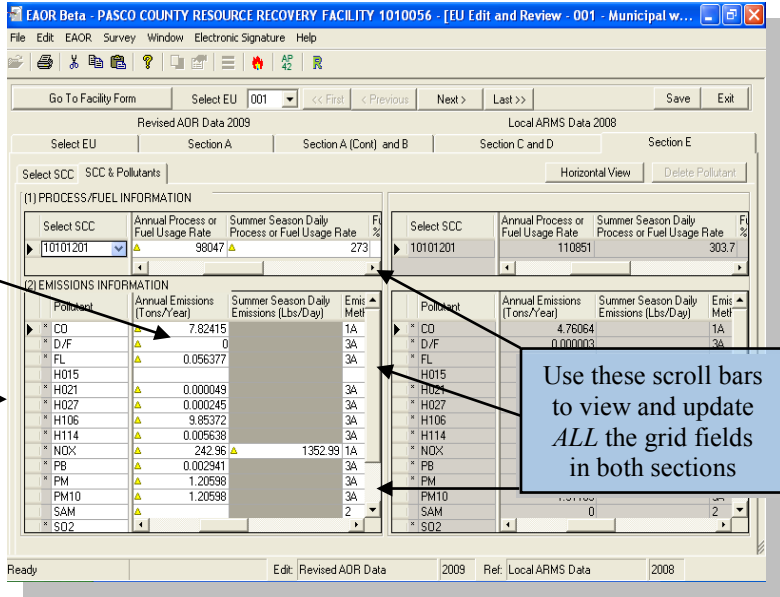 EAOR Beta - PASCO COUNTY RESOURCE RECOVERY FACILITY 1010056 - [EU Edit and Review - 001 - Municipal w...
File Edit EAOR Survey Window Electronic Signature Help
AP 42 R
Go To Facility Form Select EU 001 << First < Previous Next > Last >> Save Exit
Revised AOR Data 2009 Local ARMS Data 2008
Select EU Section A Section A (Cont) and B Section C and D Section E
Select SCC SCC & Pollutants Horizontal View Delete Pollutant
(1) PROCESS/FUEL INFORMATION
Select SCC Annual Process or Fuel Usage Rate Summer Season Daily Process or Fuel Usage Rate Fu %
10101201 98047 273
Select SCC Annual Process or Fuel Usage Rate Summer Season Daily Process or Fuel Usage Rate Fu %
10101201 110851 303.7
(2) EMISSIONS INFORMATION
Pollutant Annual Emissions (Tons/Year) Summer Season Daily Emissions (Lbs/Day) Emis Meth
* CO 7.82415 1A
* D/F 0 3A
* FL 0.056377 3A
H015
* H021 0.000049 3A
* H027 0.000245 3A
* H106 9.85372 3A
* H114 0.005638 3A
* NOX 242.96 1352.99 1A
* PB 0.002941 3A
* PM 1.20598 3A
PM10 1.20598 3A
SAM 2
* SO2
Pollutant Annual Emissions (Tons/Year) Summer Season Daily Emissions (Lbs/Day) Emis Meth
* CO 4.76064 1A
* D/F 0.000003 3A
* FL
H015
* H021
* H027
* H106
* H114
* NOX
* PB
* PM
PM10
SAM 0 2
* SO2
Use these scroll bars
to view and update
ALL the grid fields
in both sections
Ready Edit: Revised AOR Data 2009 Ref: Local ARMS Data 2008